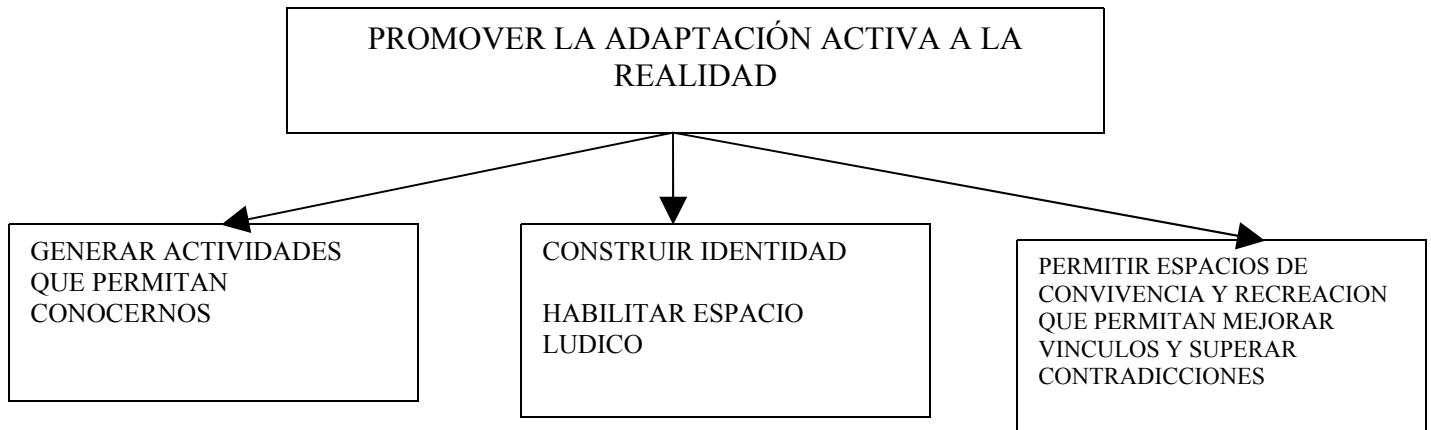 PROMOVER LA ADAPTACIÓN ACTIVA A LA
REALIDAD
GENERAR ACTIVIDADES
QUE PERMITAN
CONOCERNOS
CONSTRUIR IDENTIDAD
HABILITAR ESPACIO
LUDICO
PERMITIR ESPACIOS DE
CONVIVENCIA Y RECREACION
QUE PERMITAN MEJORAR
VINCULOS Y SUPERAR
CONTRADICCIONES